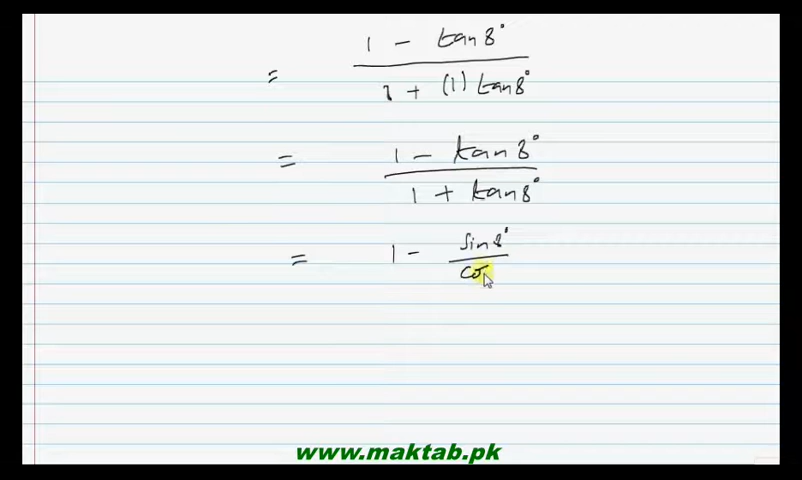 = 1 - tan8° / 1 + (1) tan8°
= 1 - tan8° / 1 + tan8°
= 1 - sin8° / cos
www.maktab.pk